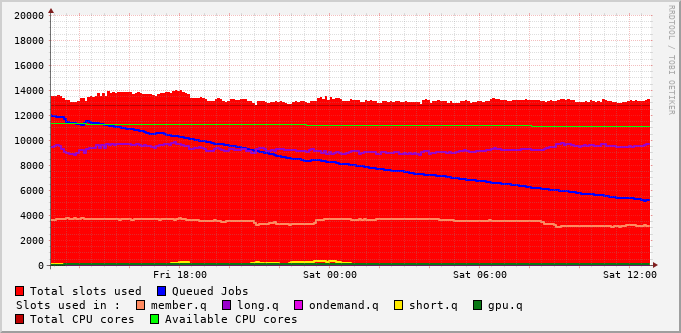 RRDTOOL / TOBI OETIKER
20000
18000
16000
14000
12000
10000
8000
6000
4000
2000
0
Fri 18:00 Sat 00:00 Sat 06:00 Sat 12:00
Total slots used Queued Jobs
Slots used in : member.q long.q ondemand.q short.q gpu.q
Total CPU cores Available CPU cores